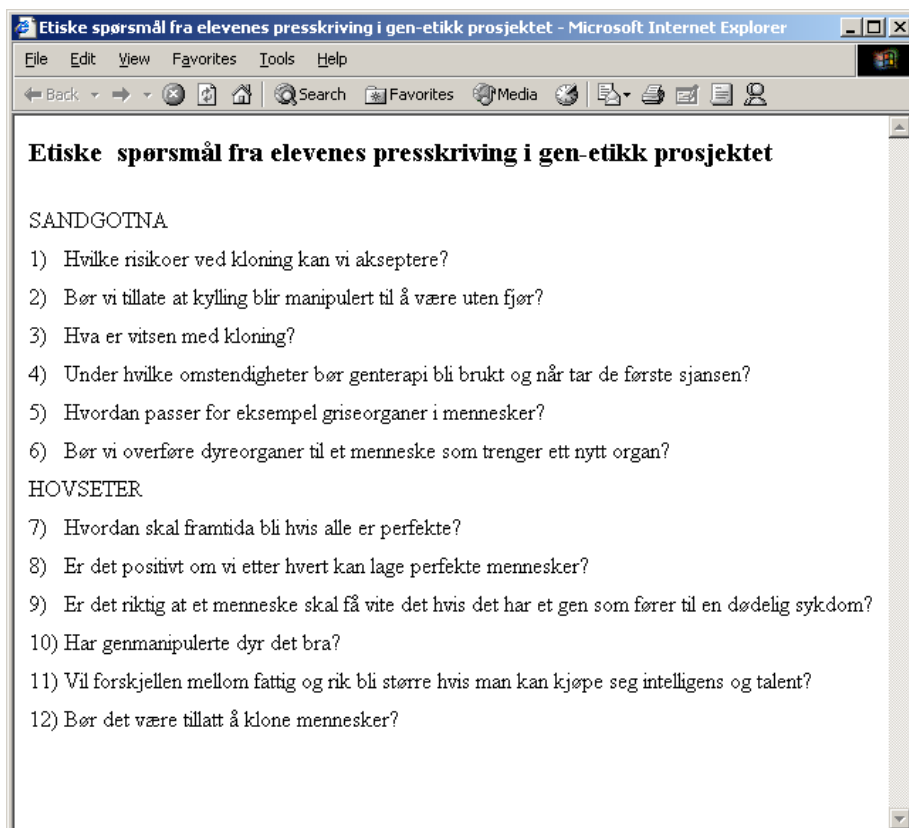 Etiske spørsmål fra elevenes presskriving i gen-etikk prosjektet - Microsoft Internet Explorer
File Edit View Favorites Tools Help
Back Search Favorites Media
Etiske spørsmål fra elevenes presskriving i gen-etikk prosjektet
SANDGOTNA
1) Hvilke risikoer ved kloning kan vi akseptere?
2) Bør vi tillate at kylling blir manipulert til å være uten fjør?
3) Hva er vitsen med kloning?
4) Under hvilke omstendigheter bør genterapi bli brukt og når tar de første sjansen?
5) Hvordan passer for eksempel griseorganer i mennesker?
6) Bør vi overføre dyreorganer til et menneske som trenger ett nytt organ?
HOVSETER
7) Hvordan skal framtida bli hvis alle er perfekte?
8) Er det positivt om vi etter hvert kan lage perfekte mennesker?
9) Er det riktig at et menneske skal få vite det hvis det har et gen som fører til en dødelig sykdom?
10) Har genmanipulerte dyr det bra?
11) Vil forskjellen mellom fattig og rik bli større hvis man kan kjøpe seg intelligens og talent?
12) Bør det være tillatt å klone mennesker?